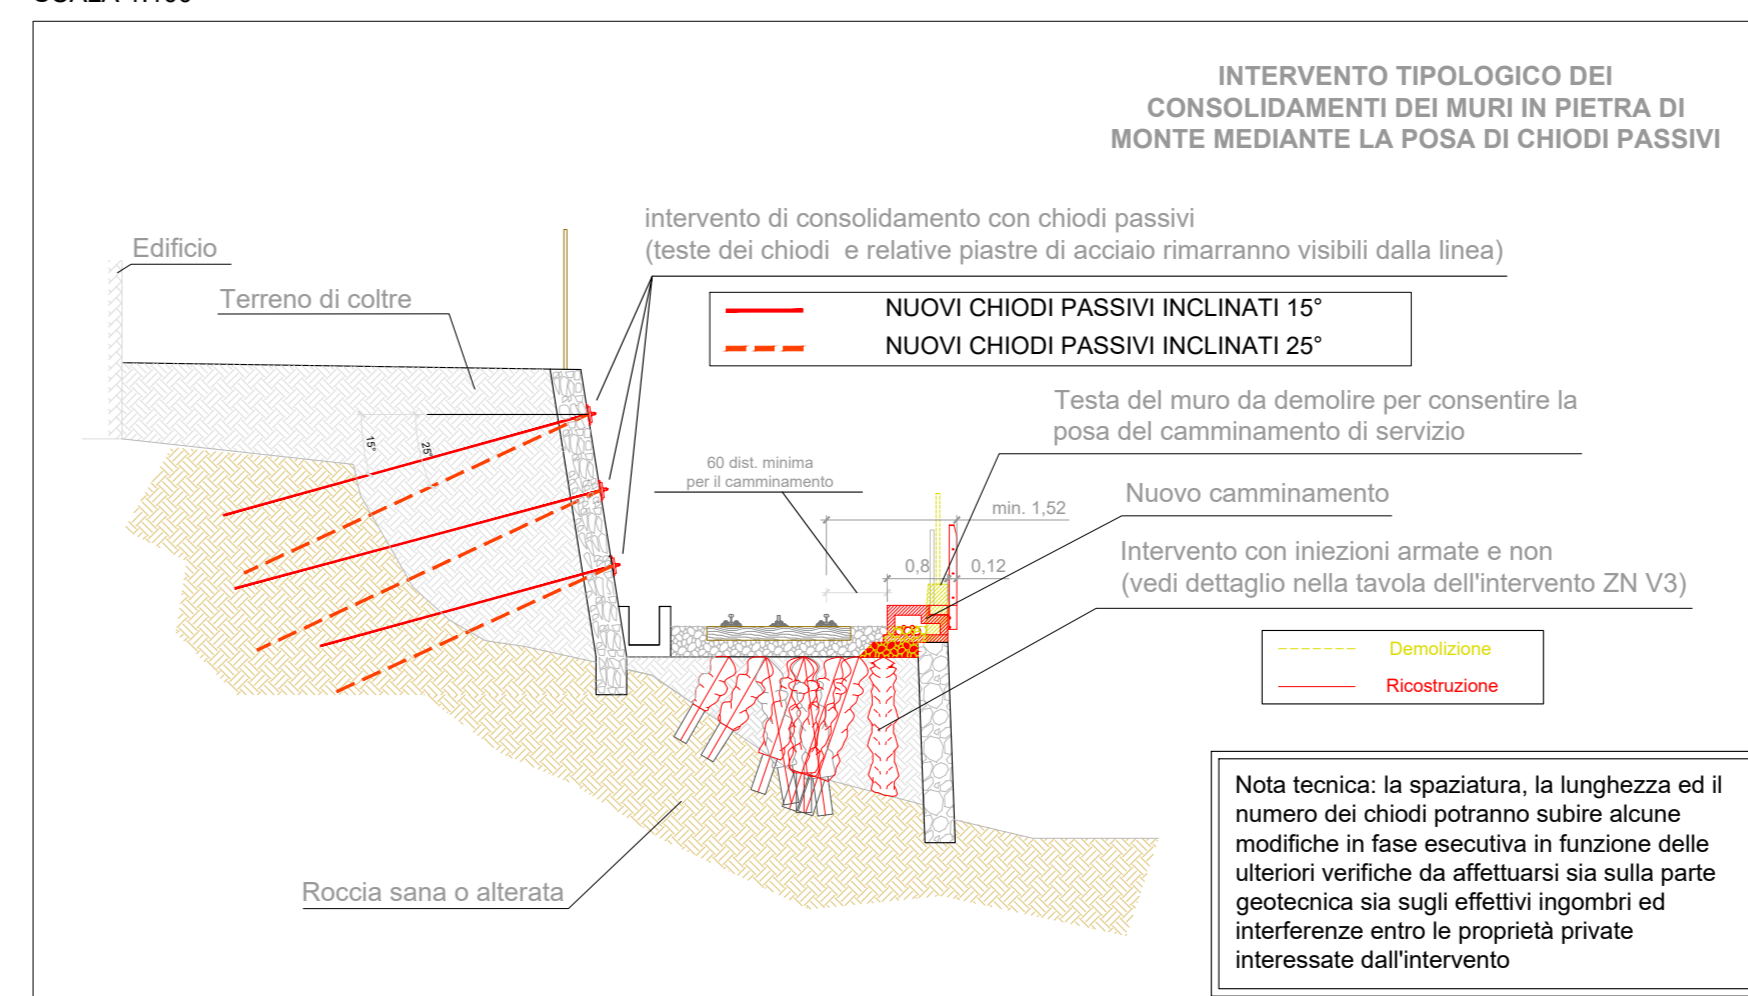 INTERVENTO TIPOLOGICO DEI
CONSOLIDAMENTI DEI MURI IN PIETRA DI
MONTE MEDIANTE LA POSA DI CHIODI PASSIVI
intervento di consolidamento con chiodi passivi
(teste dei chiodi e relative piastre di acciaio rimarranno visibili dalla linea)
Edificio
Terreno di coltre
NUOVI CHIODI PASSIVI INCLINATI 15°
NUOVI CHIODI PASSIVI INCLINATI 25°
Testa del muro da demolire per consentire la
posa del camminamento di servizio
15°
25°
60 dist. minima
per il camminamento
Nuovo camminamento
min. 1,52
0,8
0,12
Intervento con iniezioni armate e non
(vedi dettaglio nella tavola dell'intervento ZN V3)
Demolizione
Ricostruzione
Roccia sana o alterata
Nota tecnica: la spaziatura, la lunghezza ed il
numero dei chiodi potranno subire alcune
modifiche in fase esecutiva in funzione delle
ulteriori verifiche da affettuarsi sia sulla parte
geotecnica sia sugli effettivi ingombri ed
interferenze entro le proprietà private
interessate dall'intervento